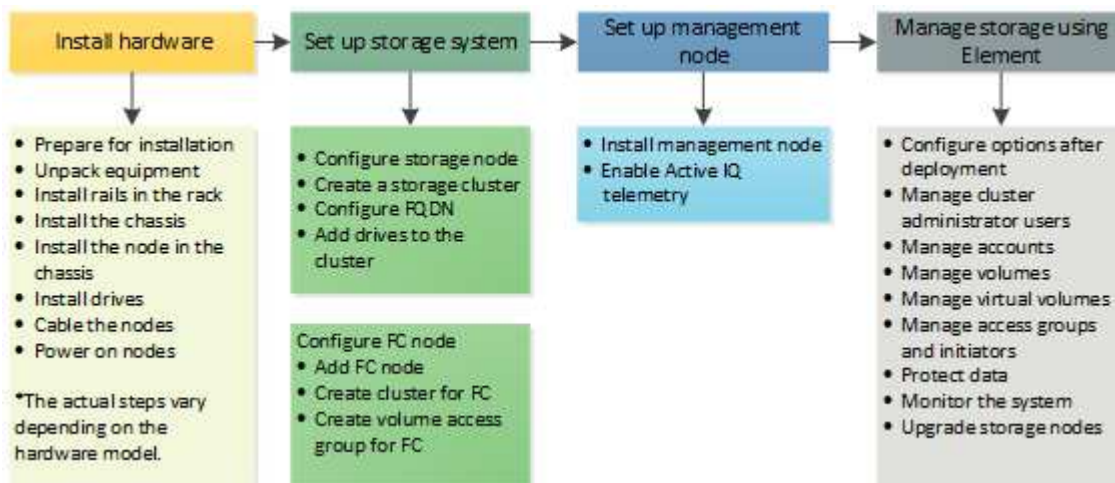 Install hardware
Set up storage system
Set up management
node
Manage storage using
Element
• Prepare for installation
• Unpack equipment
• Install rails in the rack
• Install the chassis
• Install the node in the
chassis
• Install drives
• Cable the nodes
• Power on nodes
*The actual steps vary
depending on the
hardware model.
• Configure storage node
• Create a storage cluster
• Configure FQDN
• Add drives to the
cluster
Configure FC node
• Add FC node
• Create cluster for FC
• Create volume access
group for FC
• Install management node
• Enable Active IQ
telemetry
• Configure options after
deployment
• Manage cluster
administrator users
• Manage accounts
• Manage volumes
• Manage virtual volumes
• Manage access groups
and initiators
• Protect data
• Monitor the system
• Upgrade storage nodes